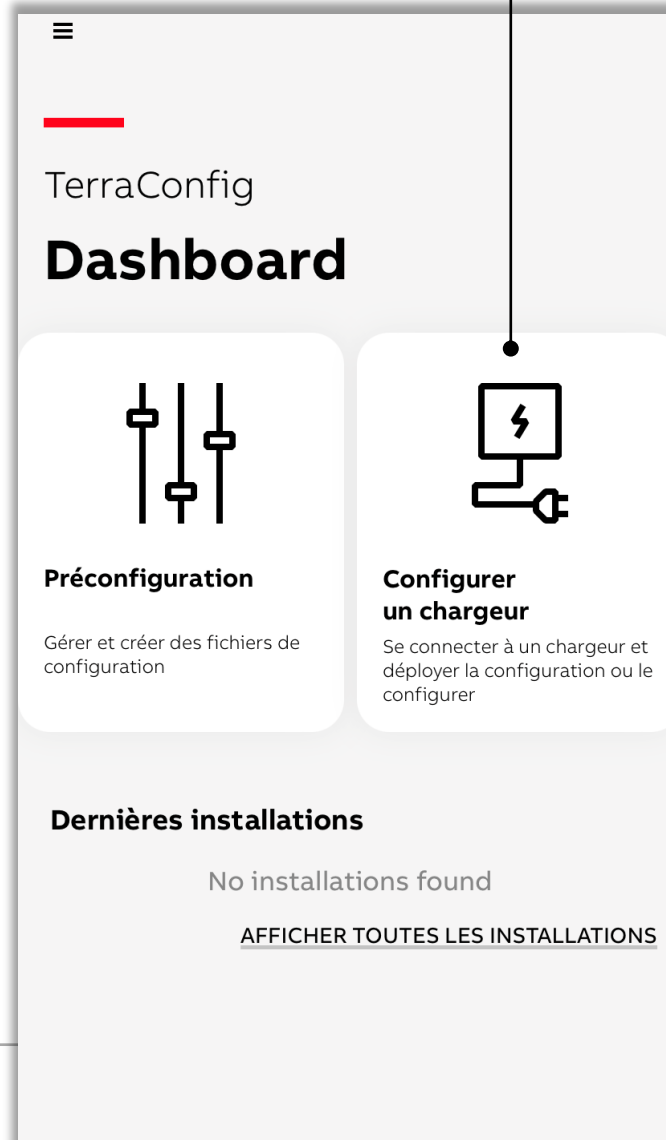 TerraConfig
Dashboard
Préconfiguration
Gérer et créer des fichiers de
configuration
Configurer
un chargeur
Se connecter à un chargeur et
déployer la configuration ou le
configurer
Dernières installations
No installations found
AFFICHER TOUTES LES INSTALLATIONS